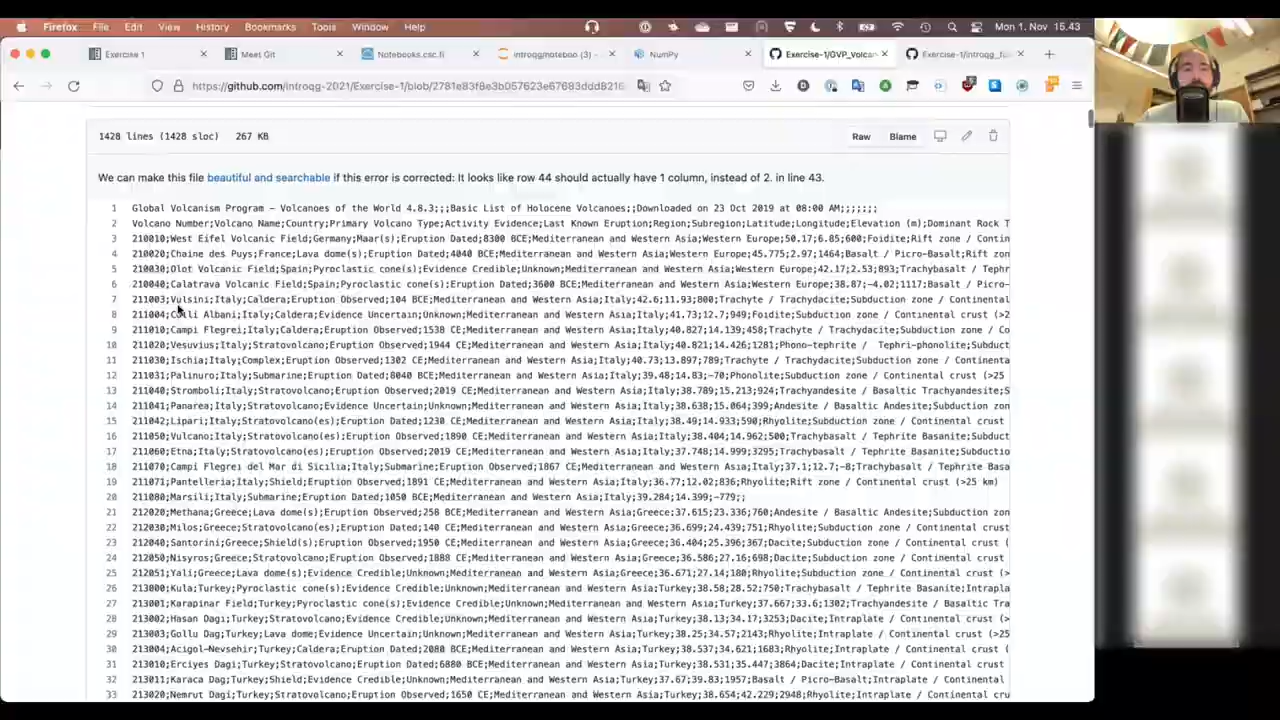 Firefox File Edit View History Bookmarks Tools Window Help Mon 1. Nov 15.43
Exercise 1 Meet Git Notebooks.csc.fi introqgnoteboo (3) - NumPy Exercise-1/GVP_Volcan
https://github.com/introqg-2021/Exercise-1/blob/2781e83f8e3b057623e67683ddd8216
1428 lines (1428 sloc) 267 KB Raw Blame
We can make this file beautiful and searchable if this error is corrected: It looks like row 44 should actually have 1 column, instead of 2. in line 43.
1 Global Volcanism Program – Volcanoes of the World 4.8.3;;;Basic List of Holocene Volcanoes;;Downloaded on 23 Oct 2019 at 08:00 AM;;;;;;
2 Volcano Number;Volcano Name;Country;Primary Volcano Type;Activity Evidence;Last Known Eruption;Region;Subregion;Latitude;Longitude;Elevation (m);Dominant Rock T
3 210010;West Eifel Volcanic Field;Germany;Maar(s);Eruption Dated;8300 BCE;Mediterranean and Western Asia;Western Europe;50.17;6.85;600;Foidite;Rift zone / Contin
4 210020;Chaine des Puys;France;Lava dome(s);Eruption Dated;4040 BCE;Mediterranean and Western Asia;Western Europe;45.775;2.97;1464;Basalt / Picro-Basalt;Rift zon
5 210030;Olot Volcanic Field;Spain;Pyroclastic cone(s);Evidence Credible;Unknown;Mediterranean and Western Asia;Western Europe;42.17;2.53;893;Trachybasalt / Tephr
6 210040;Calatrava Volcanic Field;Spain;Pyroclastic cone(s);Eruption Dated;3600 BCE;Mediterranean and Western Asia;Western Europe;38.87;-4.02;1117;Basalt / Picro-
7 211003;Vulsini;Italy;Caldera;Eruption Observed;104 BCE;Mediterranean and Western Asia;Italy;42.6;11.93;800;Trachyte / Trachydacite;Subduction zone / Continental
8 211004;Colli Albani;Italy;Caldera;Evidence Uncertain;Unknown;Mediterranean and Western Asia;Italy;41.73;12.7;949;Foidite;Subduction zone / Continental crust (>2
9 211010;Campi Flegrei;Italy;Caldera;Eruption Observed;1538 CE;Mediterranean and Western Asia;Italy;40.827;14.139;458;Trachyte / Trachydacite;Subduction zone / Co
10 211020;Vesuvius;Italy;Stratovolcano;Eruption Observed;1944 CE;Mediterranean and Western Asia;Italy;40.821;14.426;1281;Phono-tephrite / Tephri-phonolite;Subduct
11 211030;Ischia;Italy;Complex;Eruption Observed;1302 CE;Mediterranean and Western Asia;Italy;40.73;13.897;789;Trachyte / Trachydacite;Subduction zone / Continenta
12 211031;Palinuro;Italy;Submarine;Eruption Dated;8040 BCE;Mediterranean and Western Asia;Italy;39.48;14.83;-70;Phonolite;Subduction zone / Continental crust (>25
13 211040;Stromboli;Italy;Stratovolcano;Eruption Observed;2019 CE;Mediterranean and Western Asia;Italy;38.789;15.213;924;Trachyandesite / Basaltic Trachyandesite;S
14 211041;Panarea;Italy;Stratovolcano;Evidence Uncertain;Unknown;Mediterranean and Western Asia;Italy;38.638;15.064;399;Andesite / Basaltic Andesite;Subduction zon
15 211042;Lipari;Italy;Stratovolcano(es);Eruption Dated;1230 CE;Mediterranean and Western Asia;Italy;38.49;14.933;590;Rhyolite;Subduction zone / Continental crust
16 211050;Vulcano;Italy;Stratovolcano(es);Eruption Observed;1890 CE;Mediterranean and Western Asia;Italy;38.404;14.962;500;Trachybasalt / Tephrite Basanite;Subduct
17 211060;Etna;Italy;Stratovolcano(es);Eruption Observed;2019 CE;Mediterranean and Western Asia;Italy;37.748;14.999;3295;Trachybasalt / Tephrite Basanite;Subduction
18 211070;Campi Flegrei del Mar di Sicilia;Italy;Submarine;Eruption Observed;1867 CE;Mediterranean and Western Asia;Italy;37.1;12.7;-8;Trachybasalt / Tephrite Basa
19 211071;Pantelleria;Italy;Shield;Eruption Observed;1891 CE;Mediterranean and Western Asia;Italy;36.77;12.02;836;Rhyolite;Rift zone / Continental crust (>25 km)
20 211080;Marsili;Italy;Submarine;Eruption Dated;1050 BCE;Mediterranean and Western Asia;Italy;39.284;14.399;-779;;
21 212020;Methana;Greece;Lava dome(s);Eruption Observed;258 BCE;Mediterranean and Western Asia;Greece;37.615;23.336;760;Andesite / Basaltic Andesite;Subduction zon
22 212030;Milos;Greece;Stratovolcano(es);Eruption Dated;140 CE;Mediterranean and Western Asia;Greece;36.699;24.439;751;Rhyolite;Subduction zone / Continental crust
23 212040;Santorini;Greece;Shield(s);Eruption Observed;1950 CE;Mediterranean and Western Asia;Greece;36.404;25.396;367;Dacite;Subduction zone / Continental crust (
24 212050;Nisyros;Greece;Stratovolcano;Eruption Observed;1888 CE;Mediterranean and Western Asia;Greece;36.586;27.16;698;Dacite;Subduction zone / Continental crust
25 212051;Yali;Greece;Lava dome(s);Evidence Credible;Unknown;Mediterranean and Western Asia;Greece;36.671;27.14;180;Rhyolite;Subduction zone / Continental crust (>
26 213000;Kula;Turkey;Pyroclastic cone(s);Evidence Credible;Unknown;Mediterranean and Western Asia;Turkey;38.58;28.52;750;Trachybasalt / Tephrite Basanite;Intrapla
27 213001;Karapinar Field;Turkey;Pyroclastic cone(s);Evidence Credible;Unknown;Mediterranean and Western Asia;Turkey;37.667;33.6;1302;Trachyandesite / Basaltic Tra
28 213002;Hasan Dagi;Turkey;Stratovolcano;Evidence Credible;Unknown;Mediterranean and Western Asia;Turkey;38.13;34.17;3253;Dacite;Intraplate / Continental crust (>
29 213003;Gollu Dag;Turkey;Lava dome;Evidence Uncertain;Unknown;Mediterranean and Western Asia;Turkey;38.25;34.57;2143;Rhyolite;Intraplate / Continental crust (>25
30 213004;Acigol-Nevsehir;Turkey;Caldera;Eruption Dated;2080 BCE;Mediterranean and Western Asia;Turkey;38.537;34.621;1683;Rhyolite;Intraplate / Continental crust (
31 213010;Erciyes Dagi;Turkey;Stratovolcano;Eruption Dated;6880 BCE;Mediterranean and Western Asia;Turkey;38.531;35.447;3864;Dacite;Intraplate / Continental crust
32 213011;Karaca Dag;Turkey;Shield;Evidence Credible;Unknown;Mediterranean and Western Asia;Turkey;37.67;39.83;1957;Basalt / Picro-Basalt;Intraplate / Continental
33 213020;Nemrut Dagi;Turkey;Stratovolcano;Eruption Observed;1650 CE;Mediterranean and Western Asia;Turkey;38.654;42.229;2948;Rhyolite;Intraplate / Continental cru